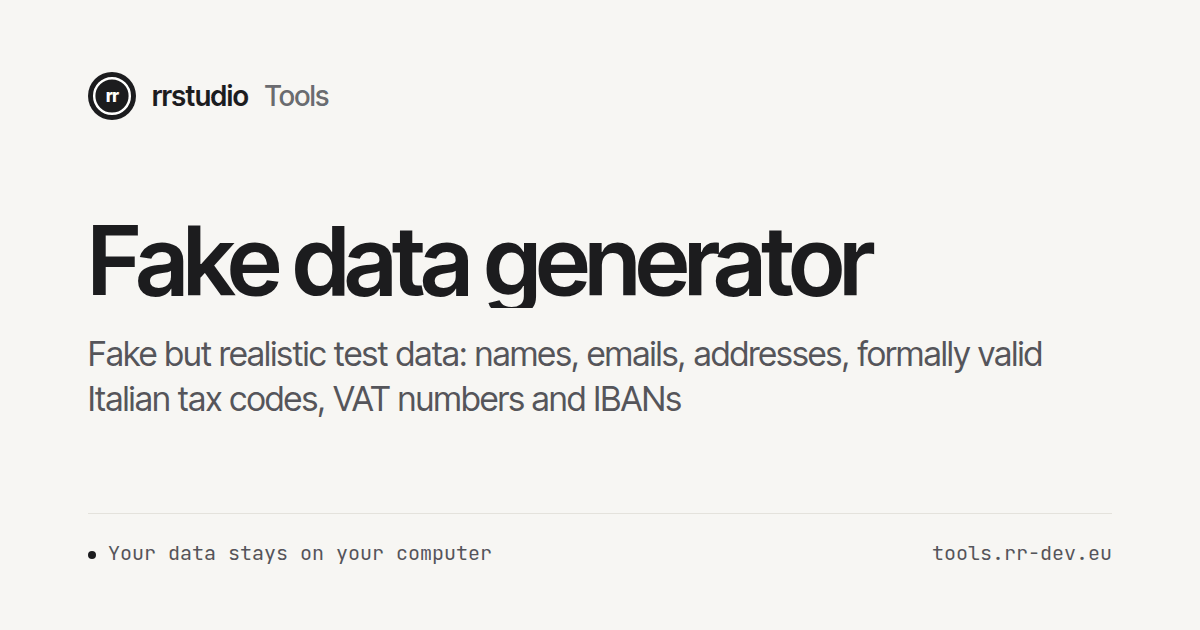 rr rrstudio Tools
Fake data generator
Fake but realistic test data: names, emails, addresses, formally valid
Italian tax codes, VAT numbers and IBANs
Your data stays on your computer
tools.rr-dev.eu